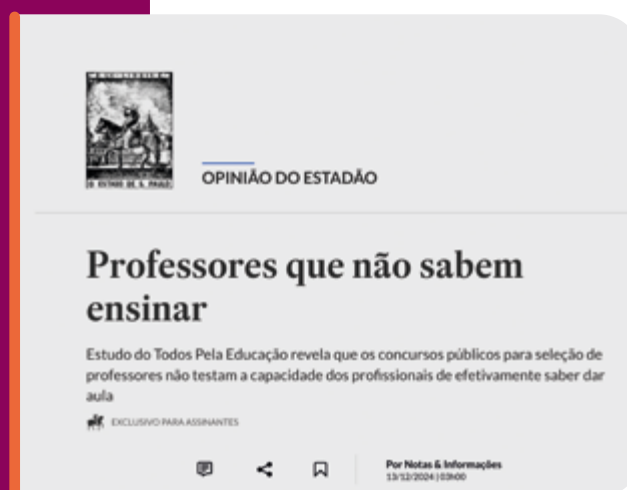 EX LIBRIS
O ESTADO DE S. PAULO
OPINIÃO DO ESTADÃO
Professores que não sabem
ensinar
Estudo do Todos Pela Educação revela que os concursos públicos para seleção de
professores não testam a capacidade dos profissionais de efetivamente saber dar
aula
EXCLUSIVO PARA ASSINANTES
Por Notas & Informações
13/12/2024 | 03h00